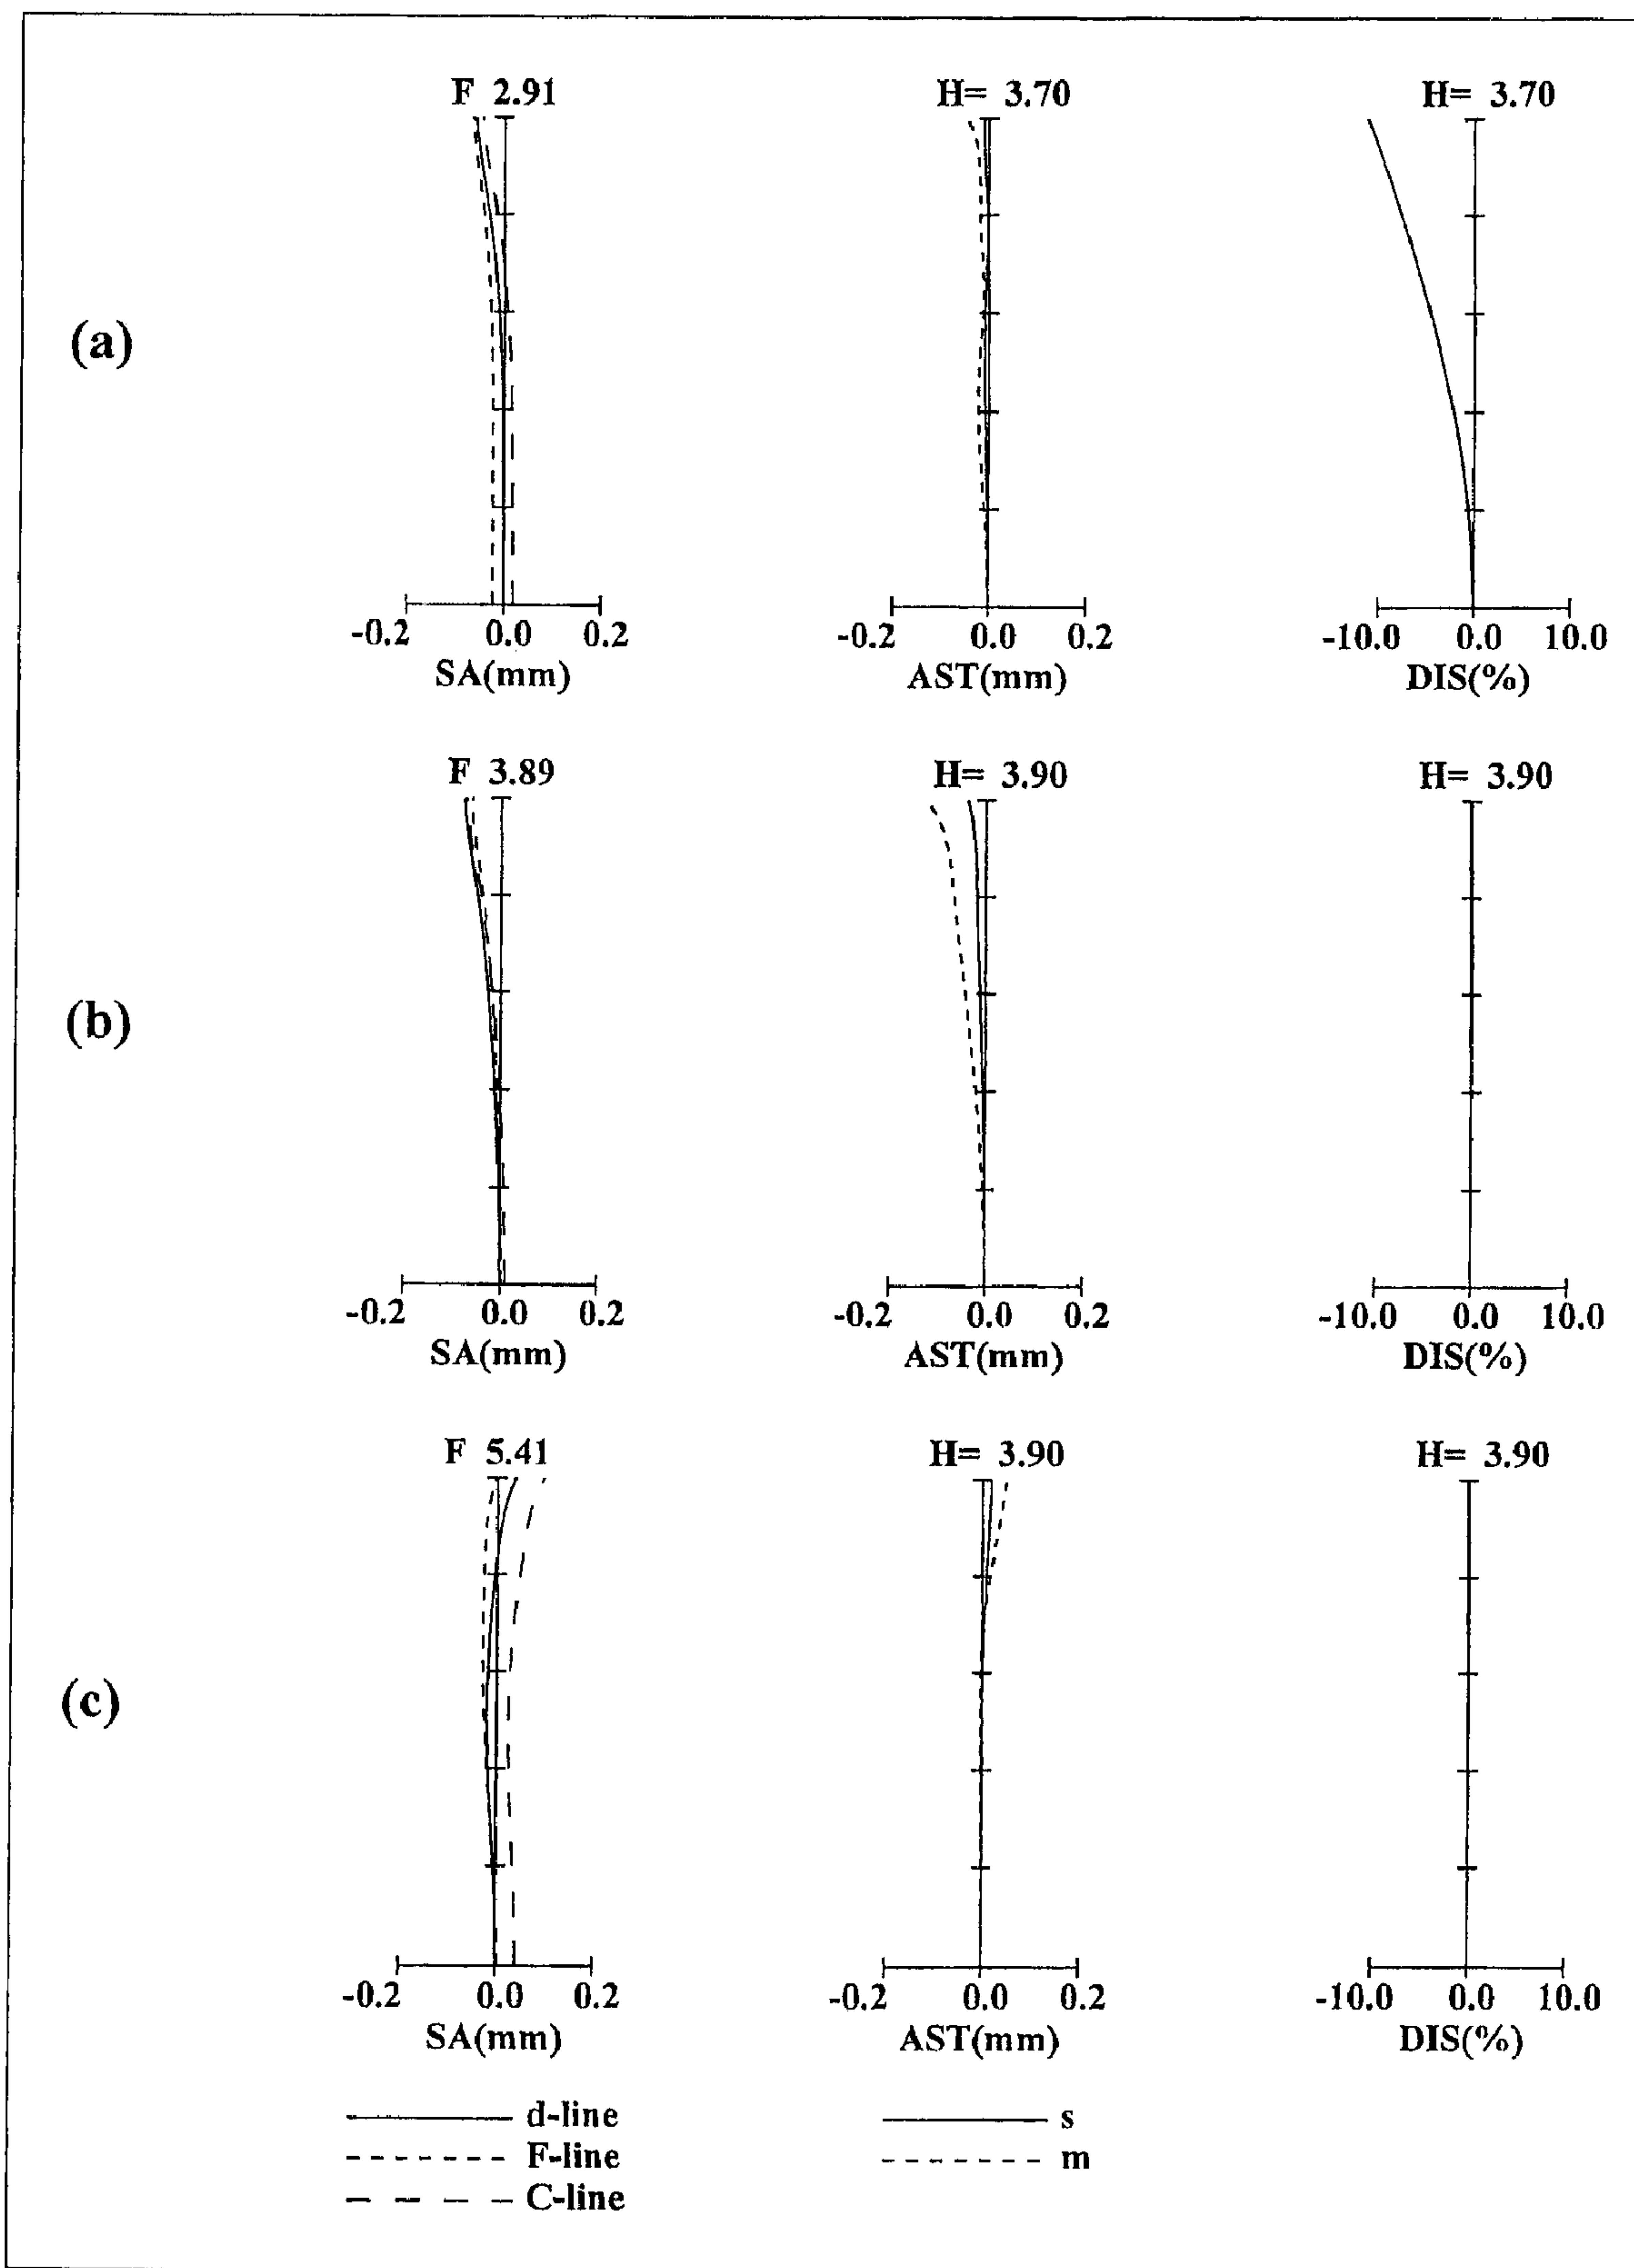 F 2.91 H= 3.70 H= 3.70
(a)
-0.2 0.0 0.2 -0.2 0.0 0.2 -10.0 0.0 10.0
SA(mm) AST(mm) DIS(%)
F 3.89 H= 3.90 H= 3.90
(b)
-0.2 0.0 0.2 -0.2 0.0 0.2 -10.0 0.0 10.0
SA(mm) AST(mm) DIS(%)
F 5.41 H= 3.90 H= 3.90
(c)
-0.2 0.0 0.2 -0.2 0.0 0.2 -10.0 0.0 10.0
SA(mm) AST(mm) DIS(%)
d-line s
F-line m
C-line